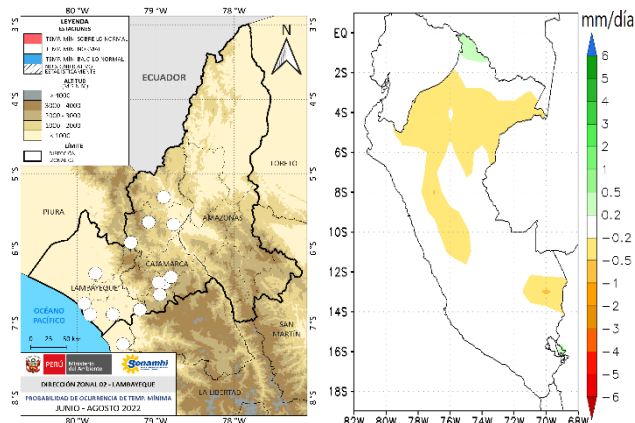 80°W 79°W 78°W
LEYENDA
ESTACIONES
TEMP. MÍN. SOBRE LO NORMAL
TEMP. MÍN. NORMAL
TEMP. MÍN. BAJO LO NORMAL
ALTITUD
> 4000
3000 - 4000
2000 - 3000
1000 - 2000
< 1000
LÍMITE
ECUADOR
N
3°S 3°S
4°S
5°S 5°S
6°S 6°S
7°S 7°S
8°S 8°S
LORETO
PIURA
AMAZONAS
CAJAMARCA
LAMBAYEQUE
OCÉANO
PACÍFICO
SAN
MARTÍN
LA LIBERTAD
0 25 50 km
PERÚ
Ministerio
del Ambiente
Senamhi
DIRECCIÓN ZONAL 02 - LAMBAYEQUE
PROBABILIDAD DE OCURRENCIA DE TEMP. MÍNIMA
JUNIO - AGOSTO 2022
79°W 78°W
mm/día
EQ
2S
4S
6S
8S
10S
12S
14S
16S
18S
82W 80W 78W 76W 74W 72W 70W 68W
6
5
4
3
2
1
0.5
0.2
-0.2
-0.5
-1
-2
-3
-4
-5
-6